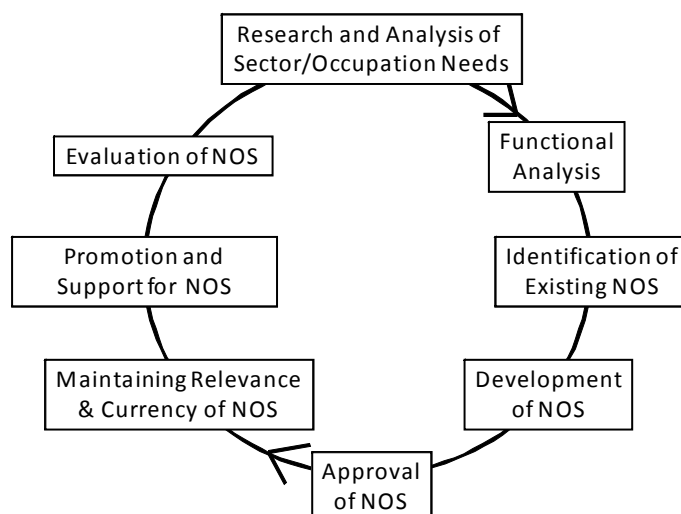 Research and Analysis of
Sector/Occupation Needs
Functional
Analysis
Identification of
Existing NOS
Development
of NOS
Approval
of NOS
Maintaining Relevance
& Currency of NOS
Promotion and
Support for NOS
Evaluation of NOS